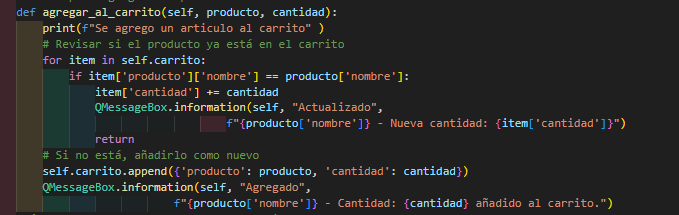 def agregar_al_carrito(self, producto, cantidad):
    print(f"Se agrego un articulo al carrito" )
    # Revisar si el producto ya está en el carrito
    for item in self.carrito:
        if item['producto']['nombre'] == producto['nombre']:
            item['cantidad'] += cantidad
            QMessageBox.information(self, "Actualizado",
                                f"{producto['nombre']} - Nueva cantidad: {item['cantidad']}")
            return
    # Si no está, añadirlo como nuevo
    self.carrito.append({'producto': producto, 'cantidad': cantidad})
    QMessageBox.information(self, "Agregado",
                        f"{producto['nombre']} - Cantidad: {cantidad} añadido al carrito.")